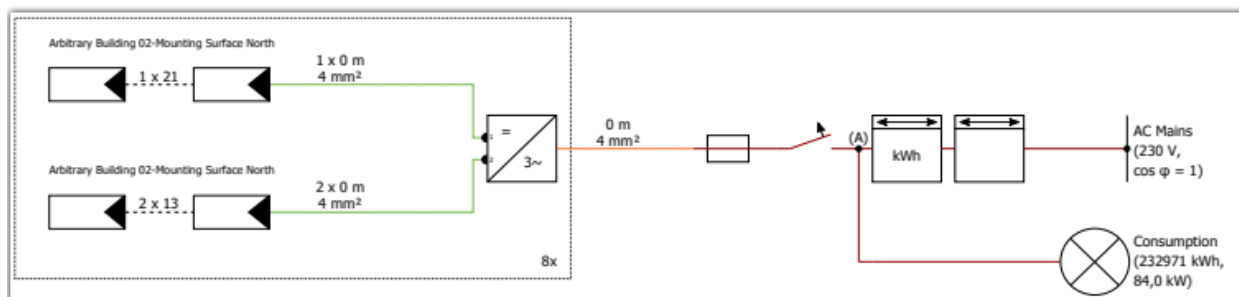 Arbitrary Building 02-Mounting Surface North
1 x 21
1 x 0 m
4 mm²
Arbitrary Building 02-Mounting Surface North
2 x 13
2 x 0 m
4 mm²
1
2
=
3~
8x
0 m
4 mm²
(A)
kWh
AC Mains
(230 V,
cos φ = 1)
Consumption
(232971 kWh,
84,0 kW)